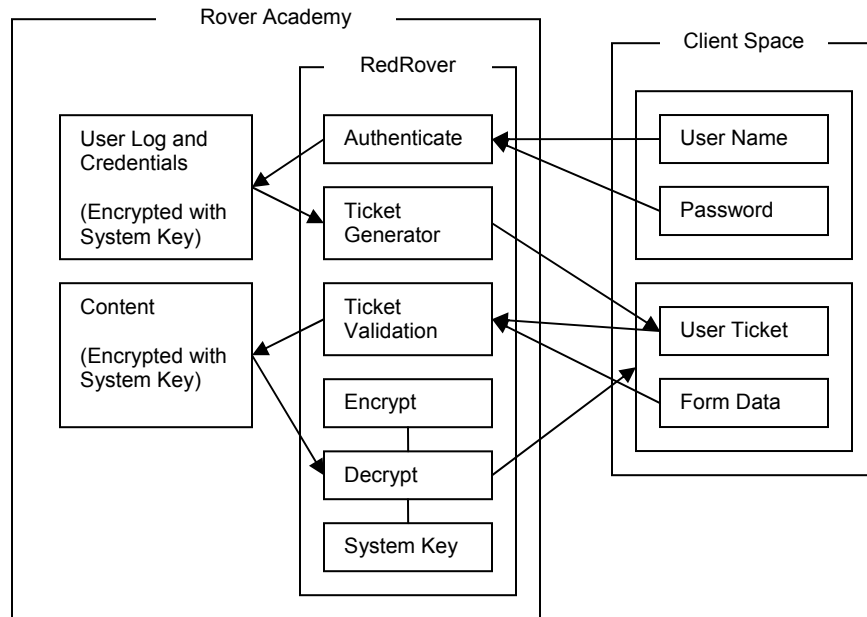 Rover Academy
RedRover
Client Space
User Log and
Credentials
(Encrypted with
System Key)
Content
(Encrypted with
System Key)
Authenticate
Ticket
Generator
Ticket
Validation
Encrypt
Decrypt
System Key
User Name
Password
User Ticket
Form Data